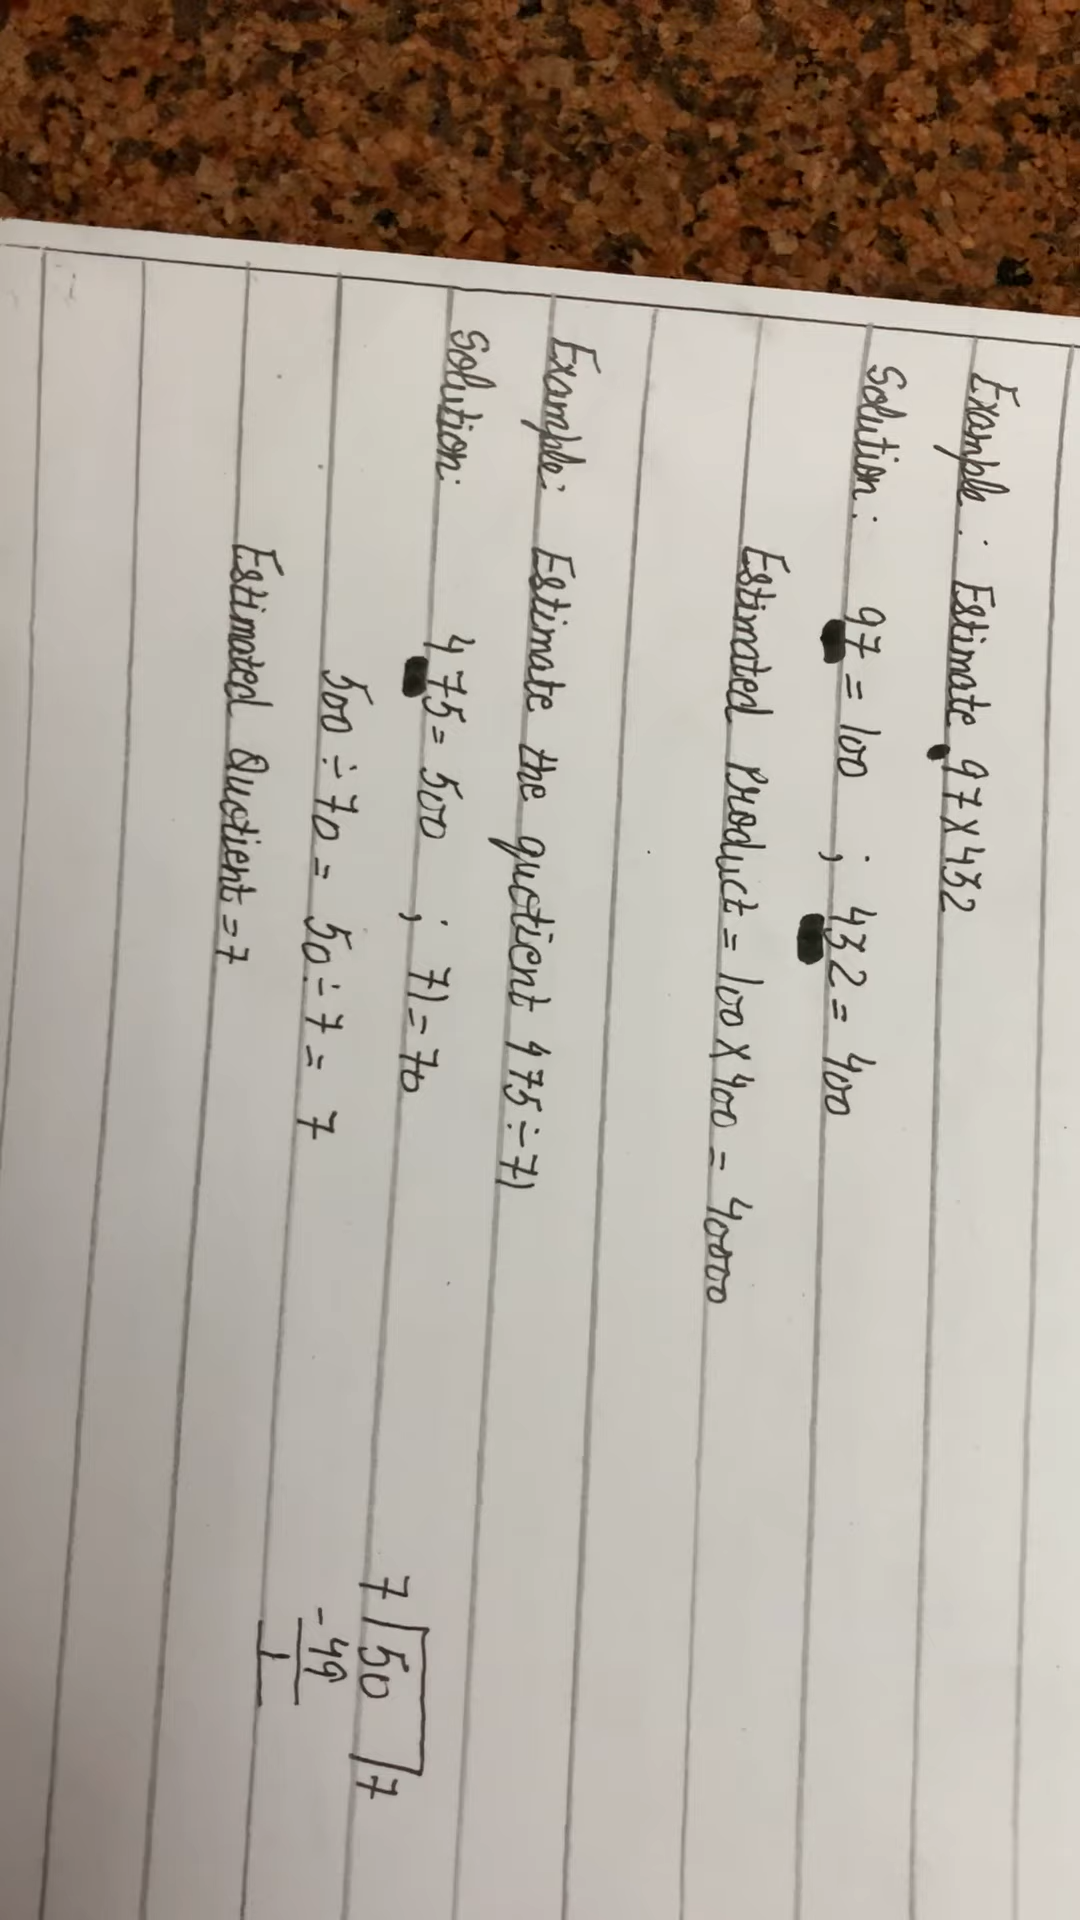 Example: Estimate 97×432
Solution: 97 = 100 ; 432 = 400
Estimated Product = 100 × 400 = 40000
Example: Estimate the quotient 475÷71
Solution: 475 = 500 ; 71 = 70
500 ÷ 70 = 50 ÷ 7 = 7
Estimated Quotient = 7
7 50 7
- 49
1